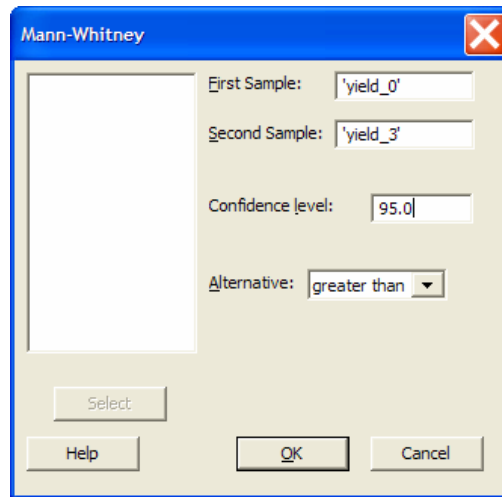 Mann-Whitney
First Sample: 'yield_0'
Second Sample: 'yield_3'
Confidence level: 95.0
Alternative: greater than
Select
Help OK Cancel